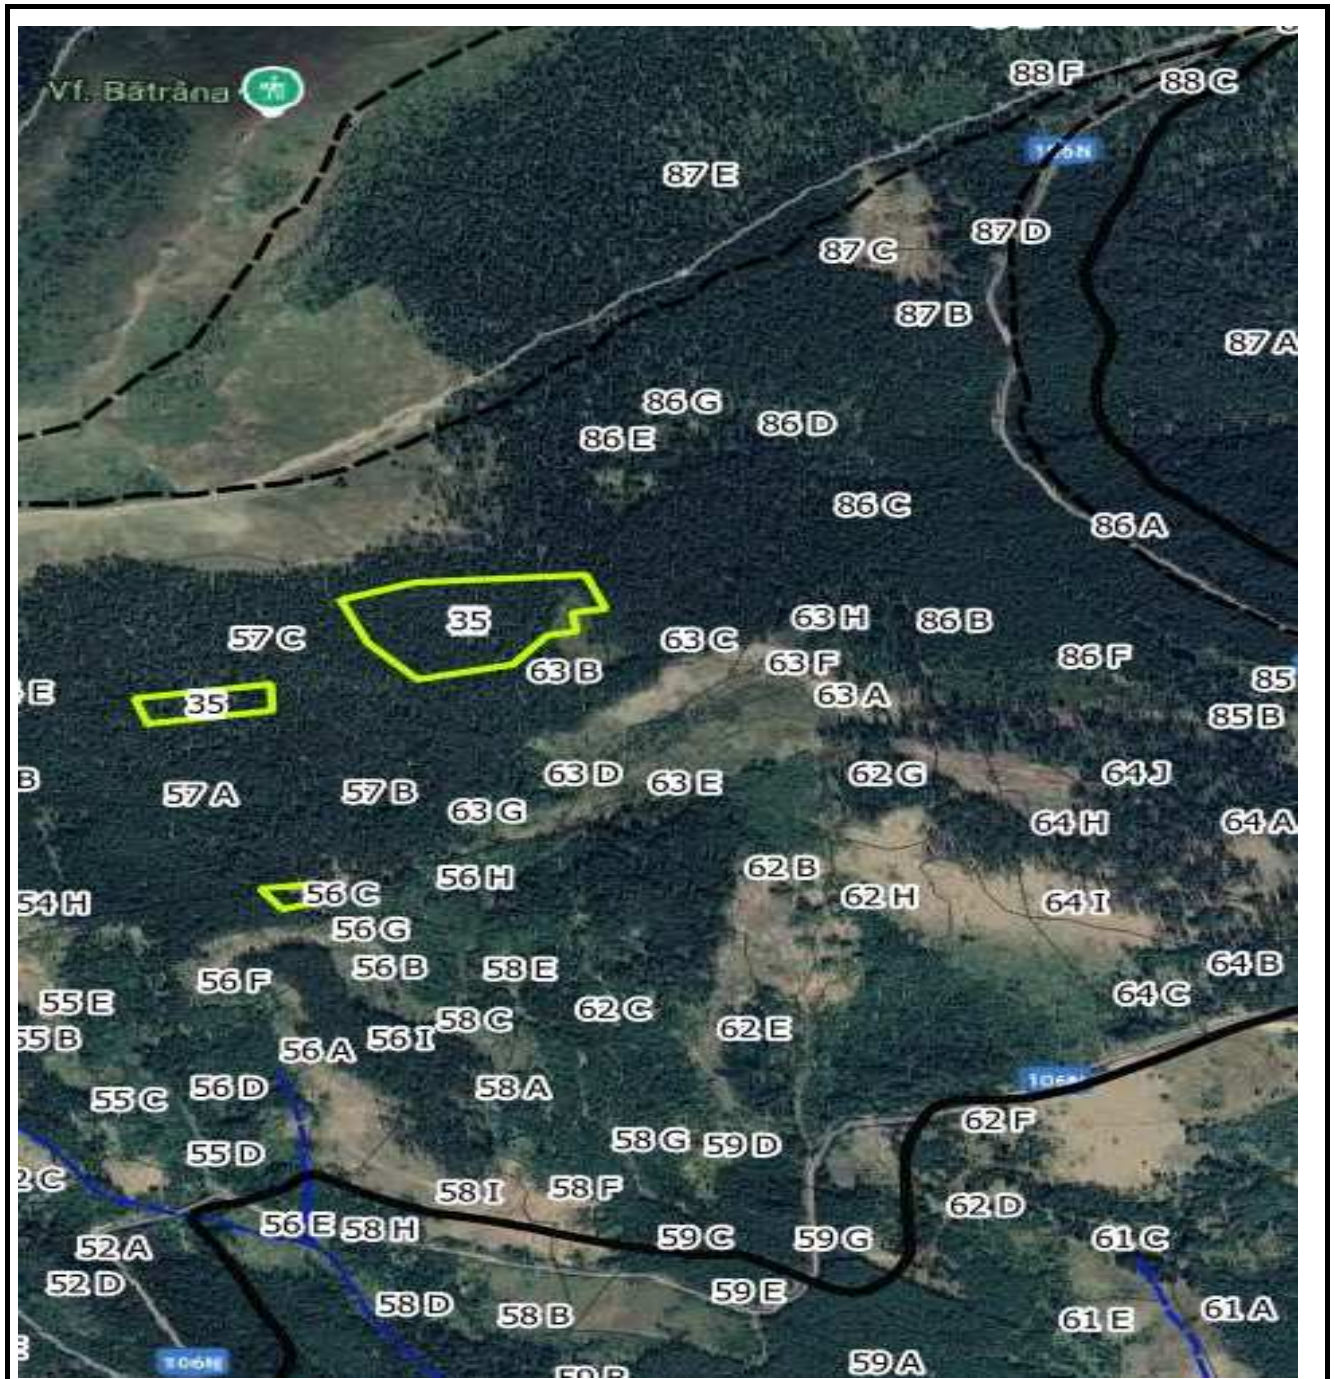 88 F
88 C
Vf. Bătrâna
106N
87 E
87 D
87 C
87 B
87 A
86 G
86 D
86 E
86 C
86 A
35
63 H
86 B
57 C
63 C
63 F
86 F
63 B
85
E
63 A
35
85 B
63 D
62 G
64 J
B
63 E
57 A
57 B
63 G
64 H
64 A
62 B
56 H
56 C
62 H
64 I
54 H
56 G
64 B
56 B
58 E
56 F
64 C
55 E
62 C
58 C
62 E
55 B
56 I
56 A
106N
56 D
58 A
55 C
62 F
58 G
59 D
55 D
2 C
58 I
58 F
62 D
56 E
58 H
59 C
59 G
61 C
52 A
52 D
59 E
58 D
61 A
58 B
61 E
106N
59 A
59 B